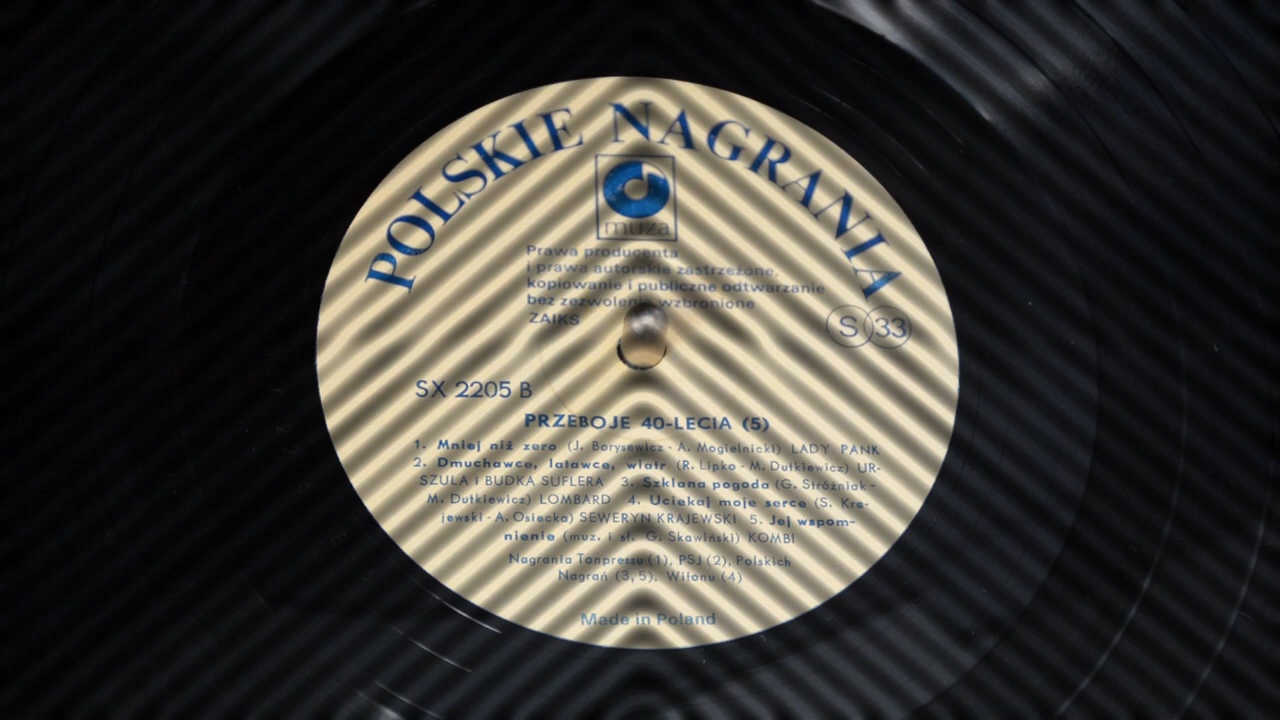 POLSKIE NAGRANIA
muza
Prawa producenta
i prawa autorskie zastrzeżone,
kopiowanie i publiczne odtwarzanie
bez zezwolenia wzbronione
ZAIKS
S 33
SX 2205 B
PRZEBOJE 40-LECIA (5)
1. Mniej niż zero (J. Borysewicz - A. Mogielnicki) LADY PANK
2. Dmuchawce, latawce, wiatr (R. Lipko - M. Dutkiewicz) UR-
SZULA I BUDKA SUFLERA 3. Szklana pogoda (G. Stróźniak -
M. Dutkiewicz) LOMBARD 4. Uciekaj moje serce (S. Kra-
jewski - A. Osiecka) SEWERYN KRAJEWSKI 5. Jej wspom-
nienie (muz. i sł. G. Skawiński) KOMBI
Nagrania Tonpressu (1), PSJ (2), Polskich
Nagrań (3, 5), Wifonu (4)
Made in Poland